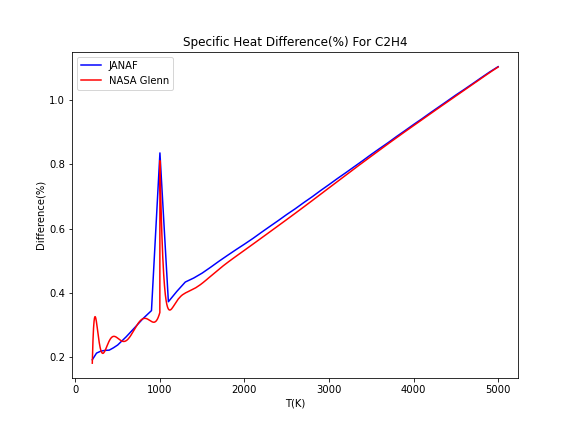 Specific Heat Difference(%) For C2H4
JANAF
NASA Glenn
Difference(%)
1.0
0.8
0.6
0.4
0.2
0
1000
2000
3000
4000
5000
T(K)